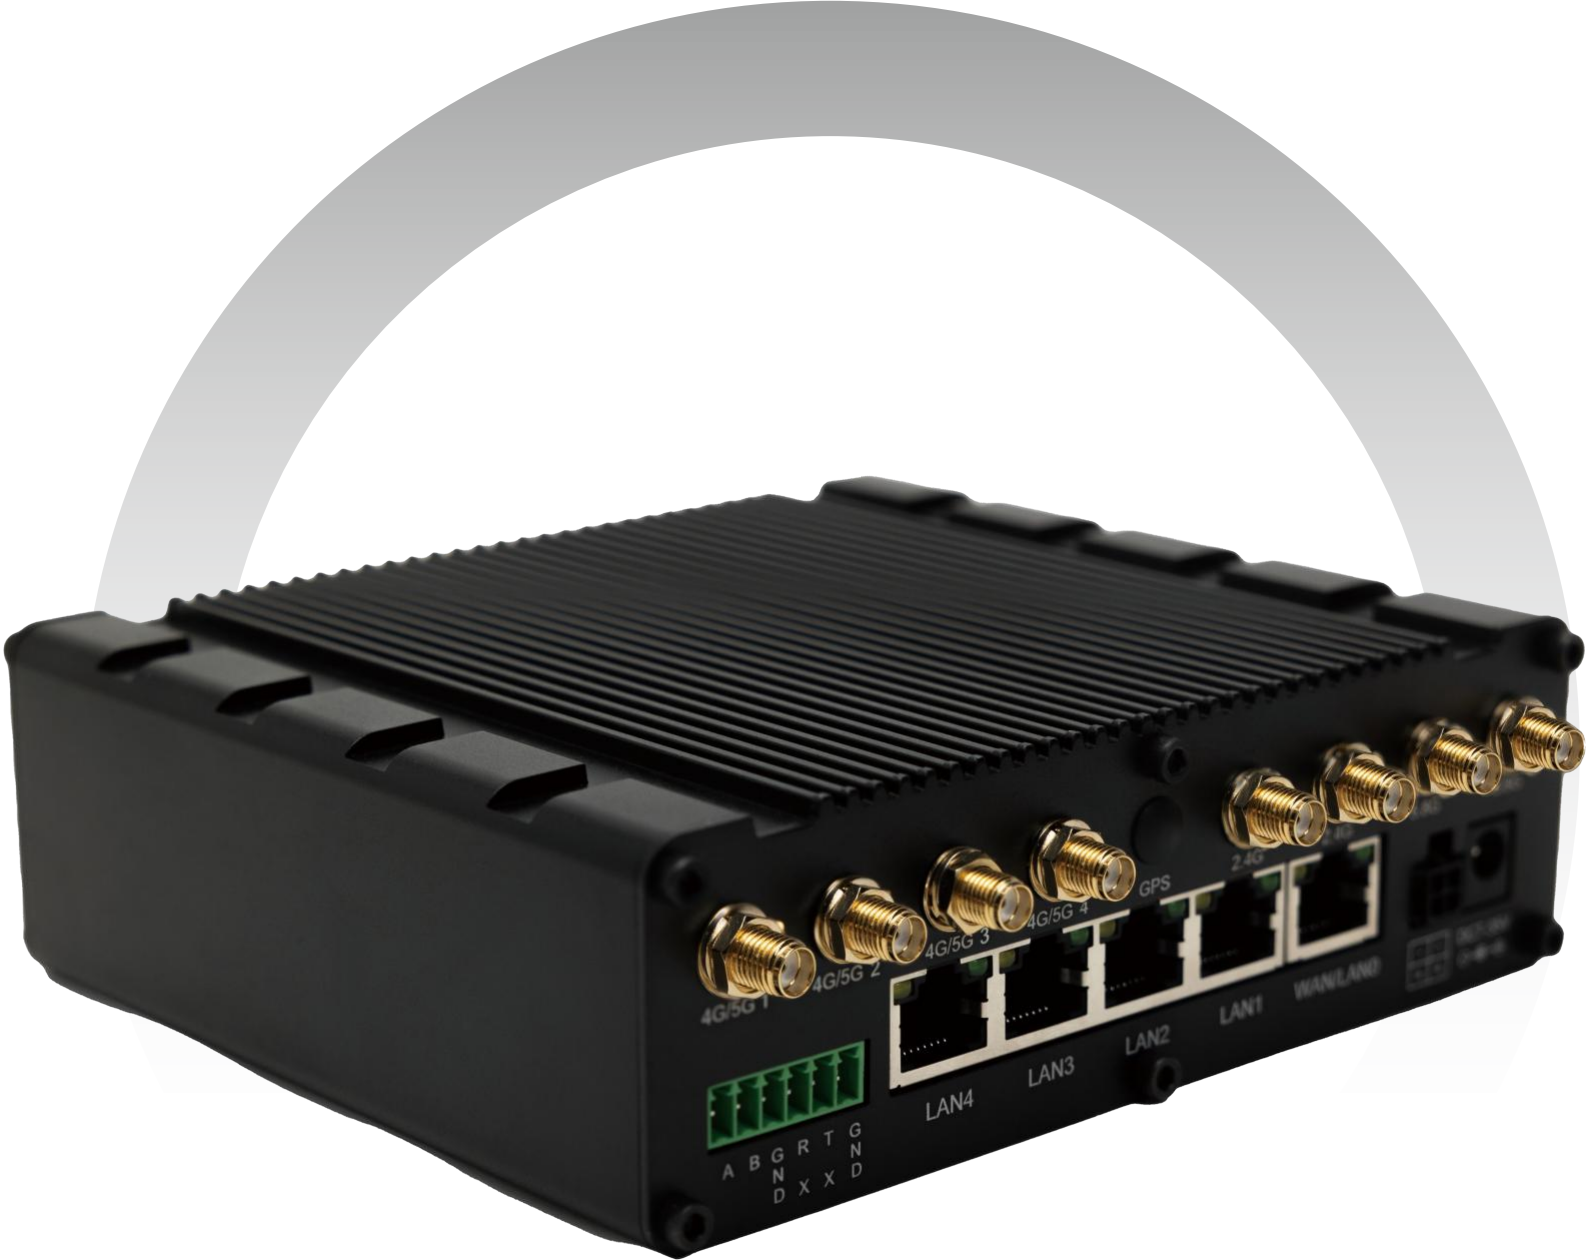 4G/5G 1
4G/5G 2
4G/5G 3
4G/5G 4
GPS
2.4G
LAN4
LAN3
LAN2
LAN1
WAN/LAN0
A B GND RX TX GND